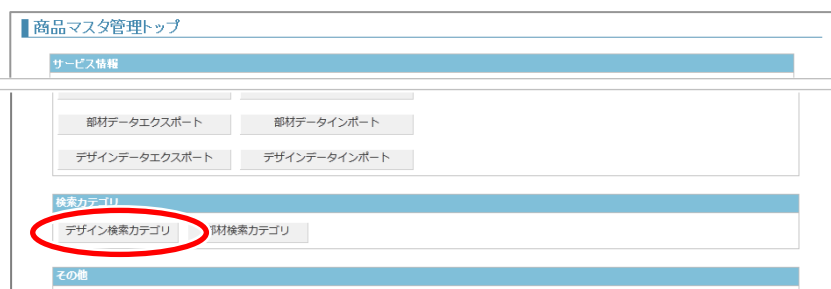 商品マスタ管理トップ
サービス情報
部材データエクスポート 部材データインポート
デザインデータエクスポート デザインデータインポート
検索カテゴリ
デザイン検索カテゴリ 部材検索カテゴリ
その他